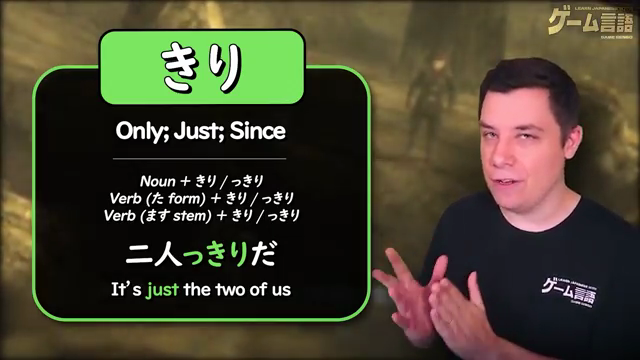 きり
Only; Just; Since
Noun + きり / っきり
Verb (た form) + きり / っきり
Verb (ます stem) + きり / っきり
二人っきりだ
It's just the two of us
ゲーム言語
ゲーム言語